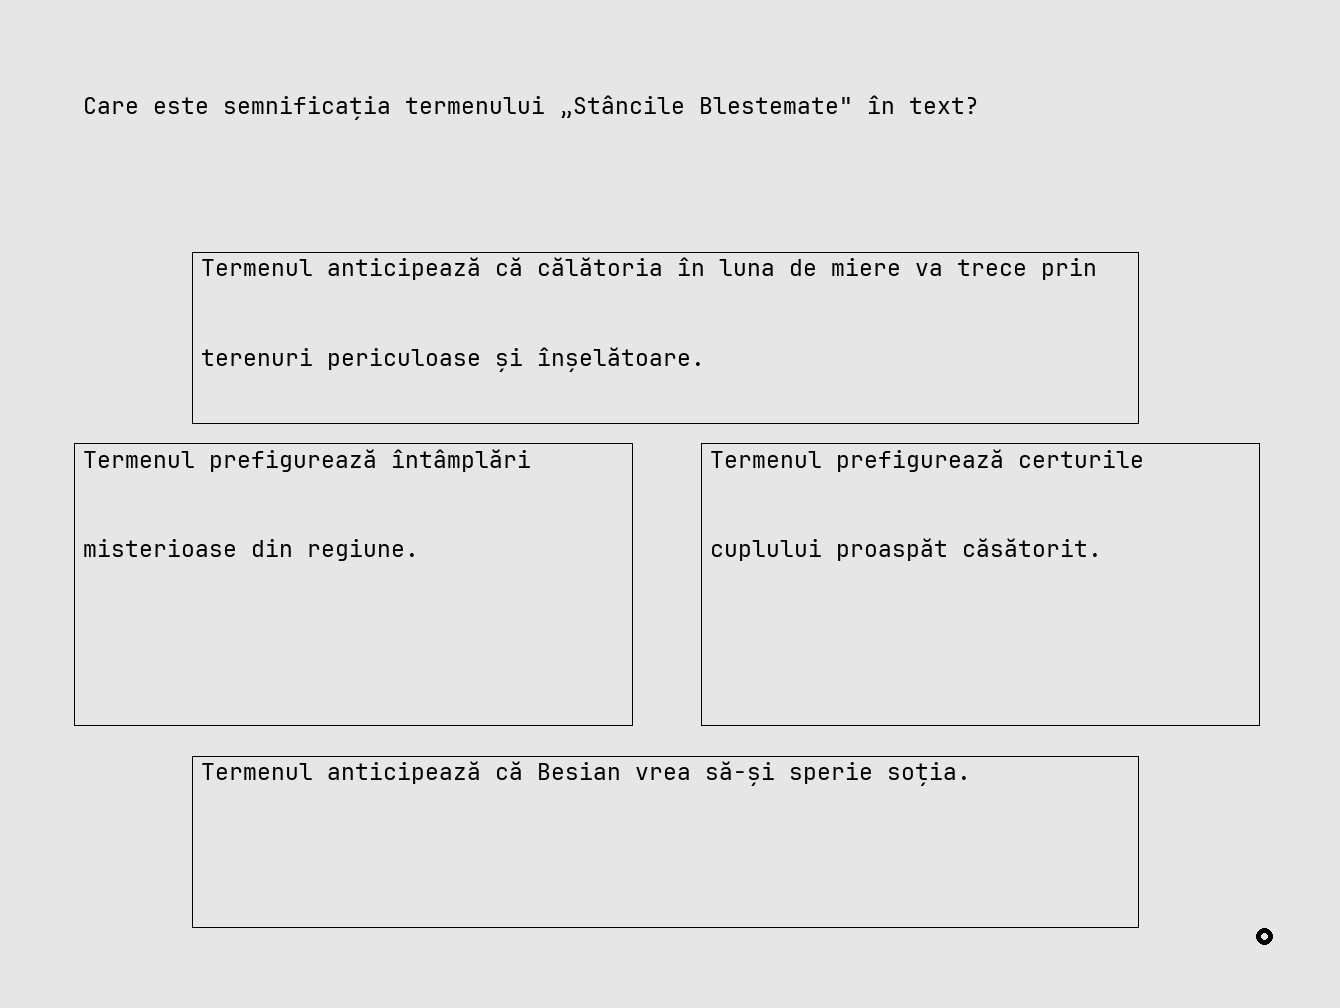 Care este semnificația termenului „Stâncile Blestemate" în text?
Termenul anticipează că călătoria în luna de miere va trece prin
terenuri periculoase și înșelătoare.
Termenul prefigurează întâmplări
misterioase din regiune.
Termenul prefigurează certurile
cuplului proaspăt căsătorit.
Termenul anticipează că Besian vrea să-și sperie soția.